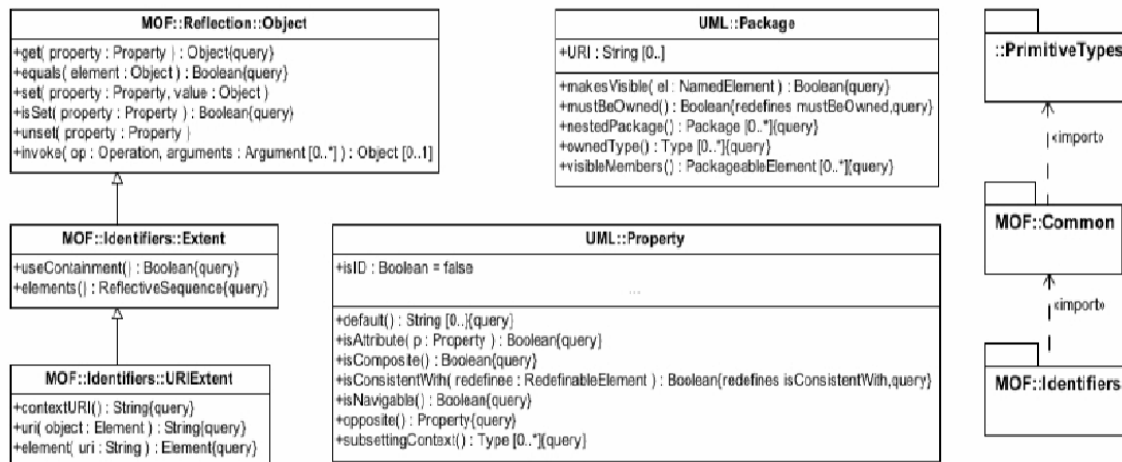 MOF::Reflection::Object
+get( property : Property ) : Object{query}
+equals( element : Object ) : Boolean{query}
+set( property : Property, value : Object )
+isSet( property : Property ) : Boolean{query}
+unset( property : Property )
+invoke( op : Operation, arguments : Argument [0..*] ) : Object [0..1]
MOF::Identifiers::Extent
+useContainment() : Boolean{query}
+elements() : ReflectiveSequence{query}
MOF::Identifiers::URIExtent
+contextURI() : String{query}
+uri( object : Element ) : String{query}
+element( uri : String ) : Element{query}
UML::Package
+URI : String [0..]
+makesVisible( el : NamedElement ) : Boolean{query}
+mustBeOwned() : Boolean{redefines mustBeOwned,query}
+nestedPackage() : Package [0..*]{query}
+ownedType() : Type [0..*]{query}
+visibleMembers() : PackageableElement [0..*]{query}
UML::Property
+isID : Boolean = false
...
+default() : String [0..]{query}
+isAttribute( p : Property ) : Boolean{query}
+isComposite() : Boolean{query}
+isConsistentWith( redefinee : RedefinableElement ) : Boolean{redefines isConsistentWith,query}
+isNavigable() : Boolean{query}
+opposite() : Property{query}
+subsettingContext() : Type [0..*]{query}
::PrimitiveTypes
«import»
MOF::Common
«import»
MOF::Identifiers